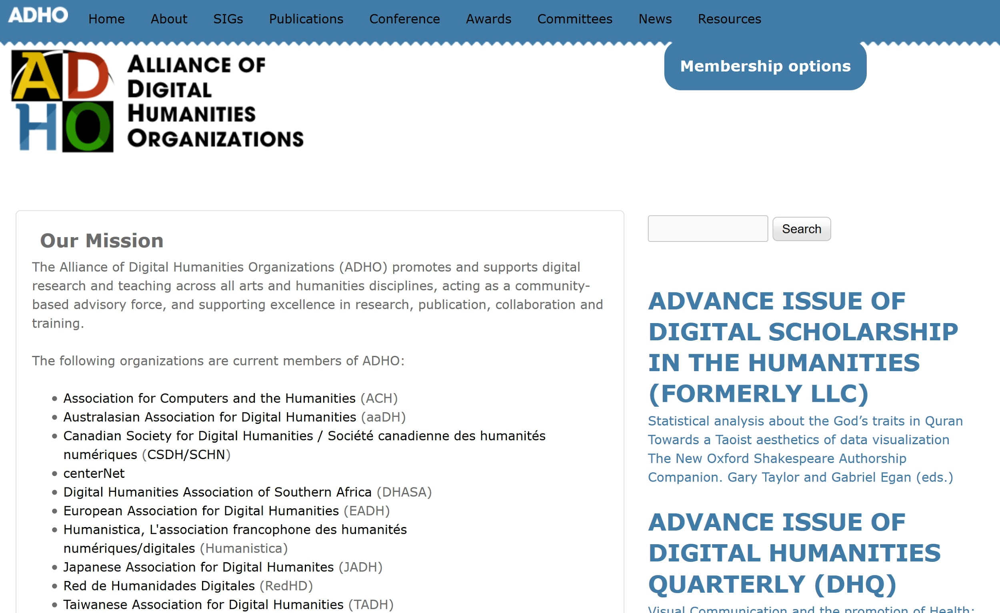 ADHO Home About SIGs Publications Conference Awards Committees News Resources
Membership options
AD
HO
ALLIANCE OF
DIGITAL
HUMANITIES
ORGANIZATIONS
Our Mission
The Alliance of Digital Humanities Organizations (ADHO) promotes and supports digital
research and teaching across all arts and humanities disciplines, acting as a community-
based advisory force, and supporting excellence in research, publication, collaboration and
training.
The following organizations are current members of ADHO:
Association for Computers and the Humanities (ACH)
Australasian Association for Digital Humanities (aaDH)
Canadian Society for Digital Humanities / Société canadienne des humanités
numériques (CSDH/SCHN)
centerNet
Digital Humanities Association of Southern Africa (DHASA)
European Association for Digital Humanities (EADH)
Humanistica, L'association francophone des humanités
numériques/digitales (Humanistica)
Japanese Association for Digital Humanites (JADH)
Red de Humanidades Digitales (RedHD)
Taiwanese Association for Digital Humanities (TADH)
Search
ADVANCE ISSUE OF
DIGITAL SCHOLARSHIP
IN THE HUMANITIES
(FORMERLY LLC)
Statistical analysis about the God’s traits in Quran
Towards a Taoist aesthetics of data visualization
The New Oxford Shakespeare Authorship
Companion. Gary Taylor and Gabriel Egan (eds.)
ADVANCE ISSUE OF
DIGITAL HUMANITIES
QUARTERLY (DHQ)
Visual Communication and the promotion of Health: